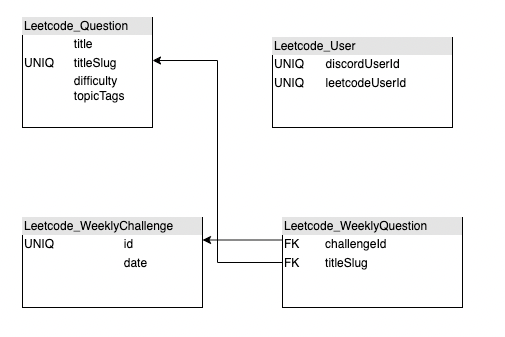 Leetcode_Question
title
UNIQ titleSlug
difficulty
topicTags
Leetcode_User
UNIQ discordUserId
UNIQ leetcodeUserId
Leetcode_WeeklyChallenge
UNIQ id
date
Leetcode_WeeklyQuestion
FK challengeId
FK titleSlug